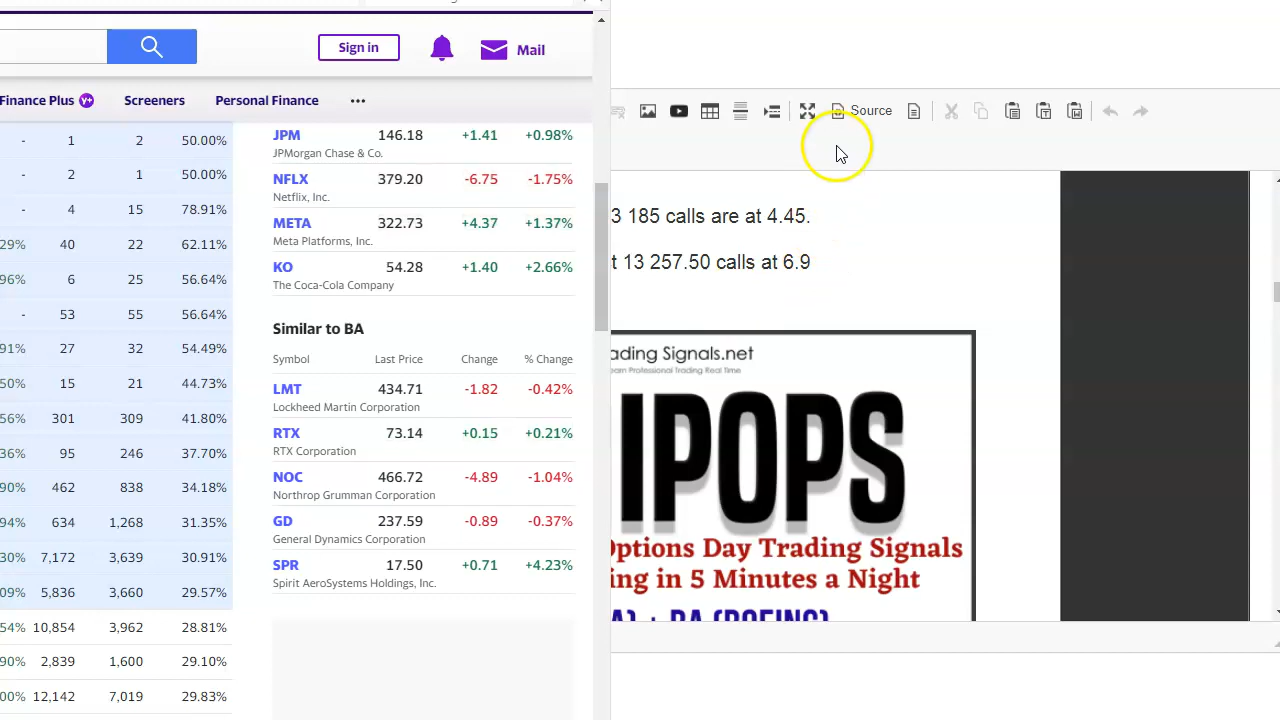 Sign in
Mail
Finance Plus
Screeners
Personal Finance
- 1 2 50.00%
- 2 1 50.00%
- 4 15 78.91%
29% 40 22 62.11%
96% 6 25 56.64%
- 53 55 56.64%
91% 27 32 54.49%
50% 15 21 44.73%
56% 301 309 41.80%
36% 95 246 37.70%
90% 462 838 34.18%
94% 634 1,268 31.35%
30% 7,172 3,639 30.91%
09% 5,836 3,660 29.57%
54% 10,854 3,962 28.81%
90% 2,839 1,600 29.10%
00% 12,142 7,019 29.83%
JPM 146.18 +1.41 +0.98%
JPMorgan Chase & Co.
NFLX 379.20 -6.75 -1.75%
Netflix, Inc.
META 322.73 +4.37 +1.37%
Meta Platforms, Inc.
KO 54.28 +1.40 +2.66%
The Coca-Cola Company
Similar to BA
Symbol Last Price Change % Change
LMT 434.71 -1.82 -0.42%
Lockheed Martin Corporation
RTX 73.14 +0.15 +0.21%
RTX Corporation
NOC 466.72 -4.89 -1.04%
Northrop Grumman Corporation
GD 237.59 -0.89 -0.37%
General Dynamics Corporation
SPR 17.50 +0.71 +4.23%
Spirit AeroSystems Holdings, Inc.
Source
3 185 calls are at 4.45.
t 13 257.50 calls at 6.9
ading Signals.net
earn Professional Trading Real Time
IPOPS
Options Day Trading Signals
ing in 5 Minutes a Night
A) + BA (BOEING)